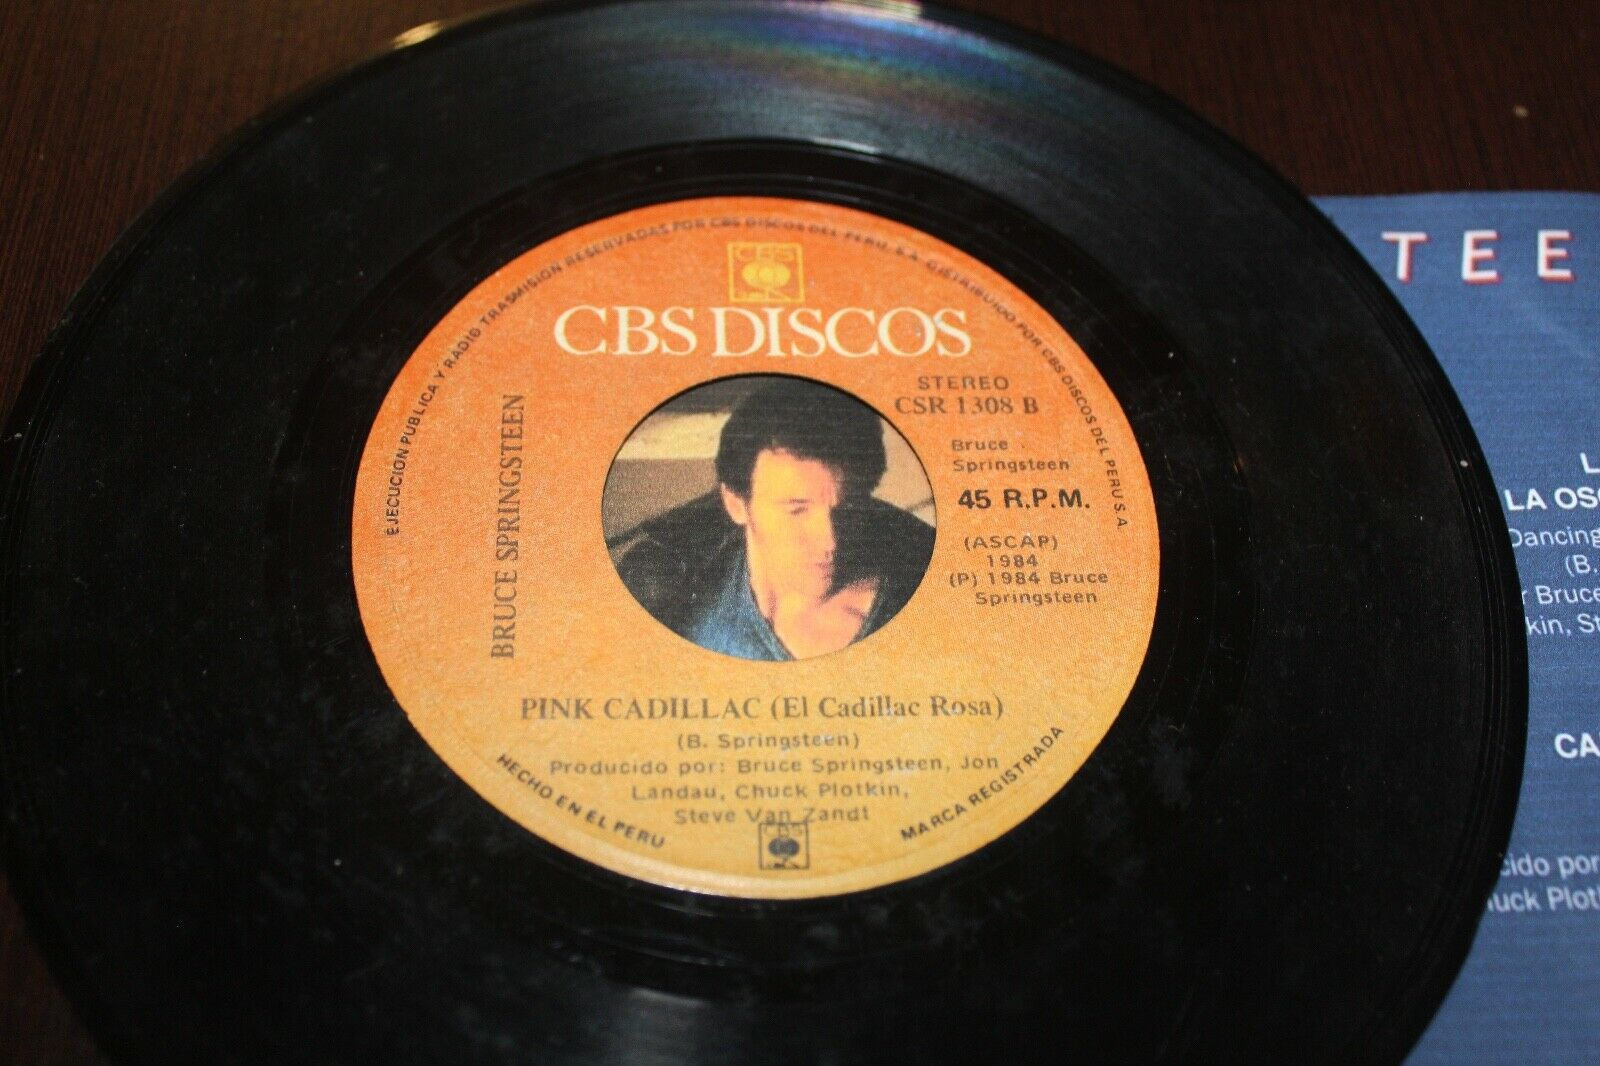 EJECUCION PUBLICA Y RADIO TRASMISION RESERVADAS POR CBS DISCOS DEL PERU, S.A. DISTRIBUIDO POR CBS DISCOS DEL PERU S.A.
CBS
CBS DISCOS
STEREO
CSR 1308 B
BRUCE SPRINGSTEEN
Bruce
Springsteen
45 R.P.M.
(ASCAP)
1984
(P) 1984 Bruce
Springsteen
PINK CADILLAC (El Cadillac Rosa)
(B. Springsteen)
Producido por: Bruce Springsteen, Jon
Landau, Chuck Plotkin,
Steve Van Zandt
CBS
HECHO EN EL PERU
MARCA REGISTRADA
TEE
L
LA OS
Dancing
(B.
r Bruce
kin, St
CA
cido por
uck Plot